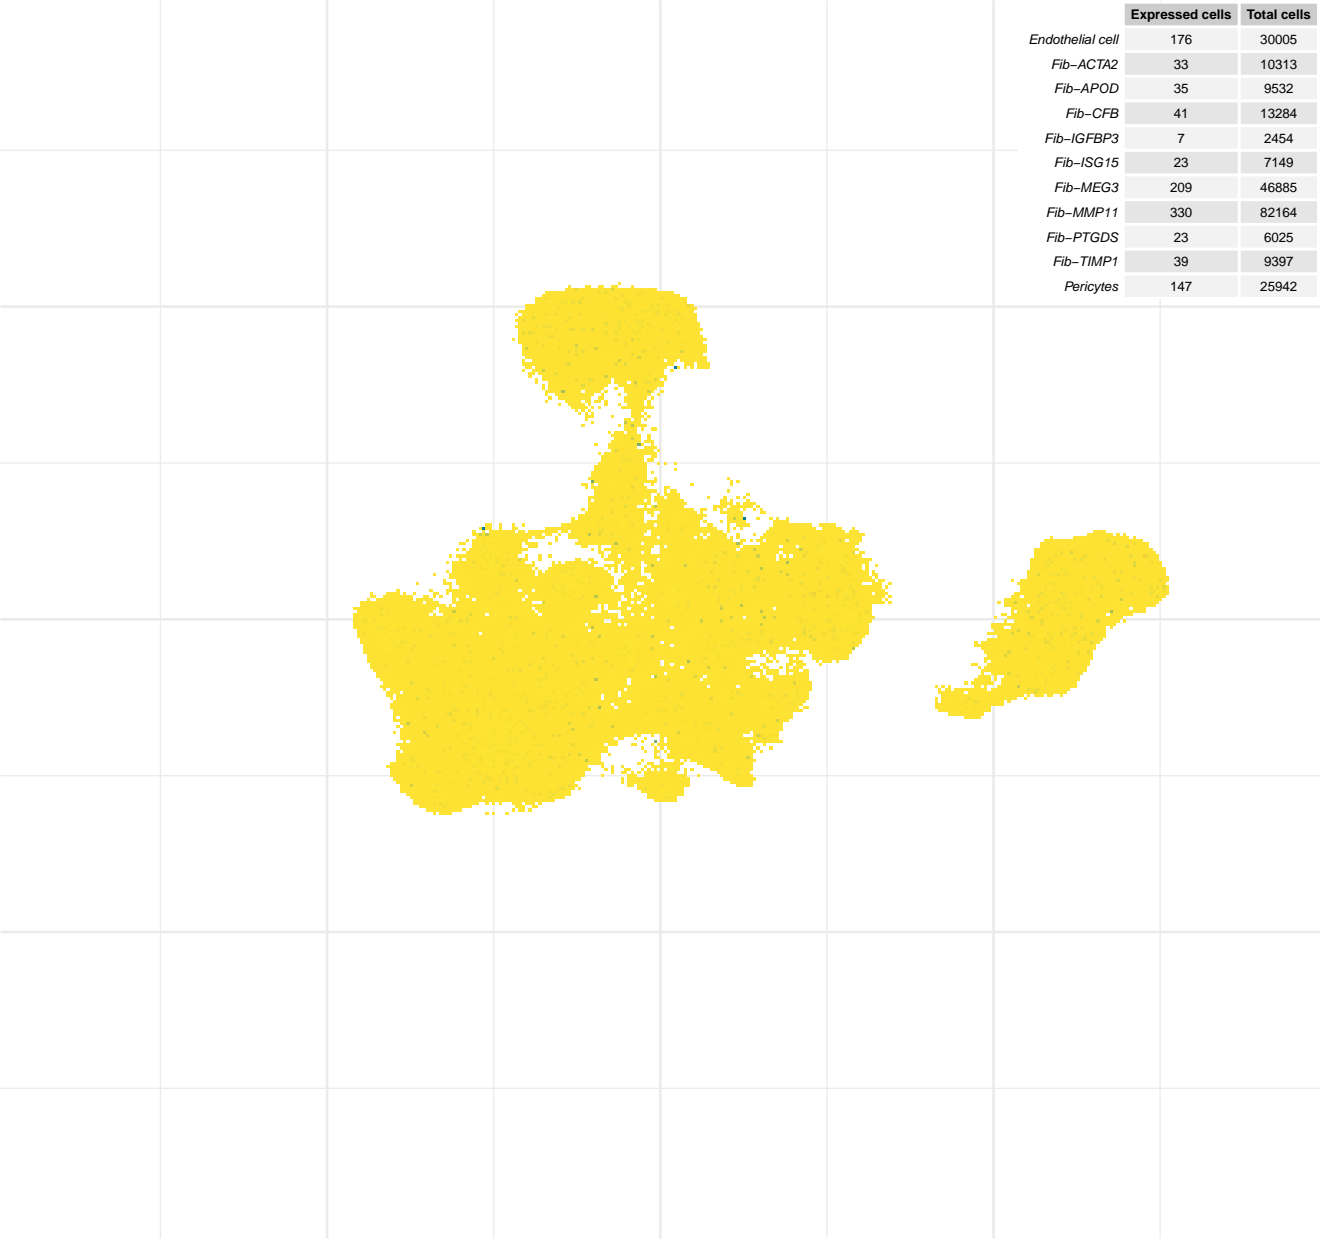 Expressed cells Total cells
Endothelial cell 176 30005
Fib−ACTA2 33 10313
Fib−APOD 35 9532
Fib−CFB 41 13284
Fib−IGFBP3 7 2454
Fib−ISG15 23 7149
Fib−MEG3 209 46885
Fib−MMP11 330 82164
Fib−PTGDS 23 6025
Fib−TIMP1 39 9397
Pericytes 147 25942